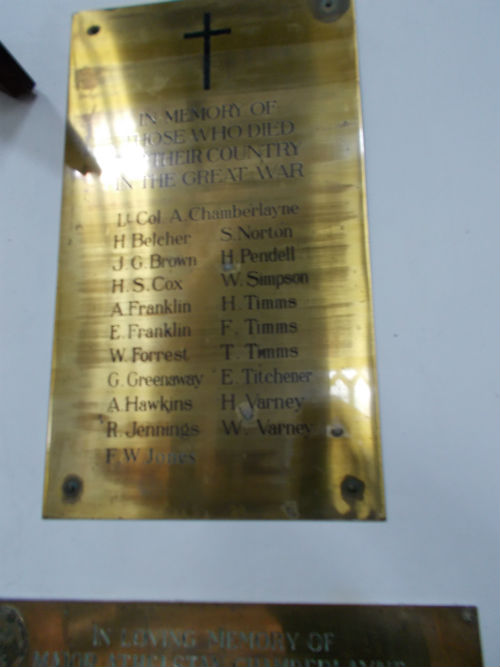 IN MEMORY OF
THOSE WHO DIED
THEIR COUNTRY
IN THE GREAT WAR
Lt Col A. Chamberlayne
H Belcher
J. G. Brown
H. S. Cox
A. Franklin
E. Franklin
W. Forrest
G. Greenaway
A. Hawkins
R. Jennings
F. W Jones
S. Norton
H. Pendell
W. Simpson
H. Timms
F. Timms
T. Timms
E. Titchener
H. Varney
W. Varney
IN LOVING MEMORY OF
MAJOR